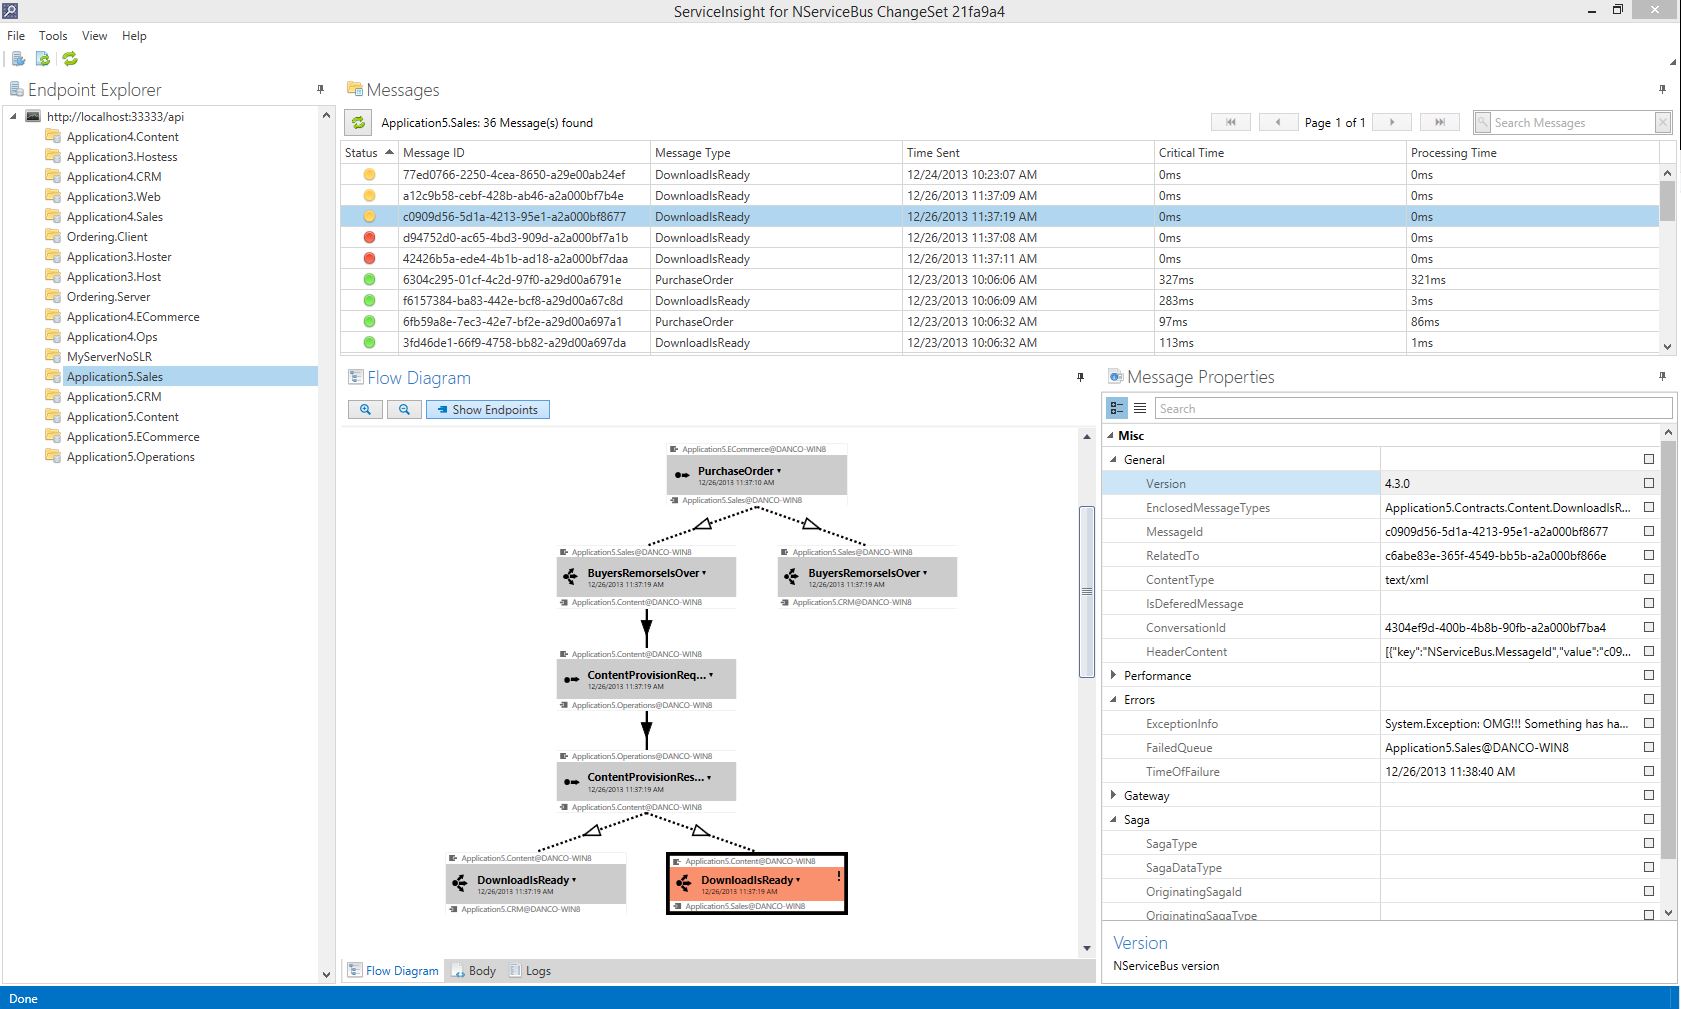 ServiceInsight for NServiceBus ChangeSet 21fa9a4
File Tools View Help
Endpoint Explorer
http://localhost:33333/api
Application4.Content
Application3.Hostess
Application4.CRM
Application3.Web
Application4.Sales
Ordering.Client
Application3.Hoster
Application3.Host
Ordering.Server
Application4.ECommerce
Application4.Ops
MyServerNoSLR
Application5.Sales
Application5.CRM
Application5.Content
Application5.ECommerce
Application5.Operations
Messages
Application5.Sales: 36 Message(s) found
Page 1 of 1
Search Messages
Status Message ID Message Type Time Sent Critical Time Processing Time
77ed0766-2250-4cea-8650-a29e00ab24ef DownloadIsReady 12/24/2013 10:23:07 AM 0ms 0ms
a12c9b58-cebf-428b-ab46-a2a000bf7b4e DownloadIsReady 12/26/2013 11:37:09 AM 0ms 0ms
c0909d56-5d1a-4213-95e1-a2a000bf8677 DownloadIsReady 12/26/2013 11:37:19 AM 0ms 0ms
d94752d0-ac65-4bd3-909d-a2a000bf7a1b DownloadIsReady 12/26/2013 11:37:08 AM 0ms 0ms
42426b5a-ede4-4b1b-ad18-a2a000bf7daa DownloadIsReady 12/26/2013 11:37:11 AM 0ms 0ms
6304c295-01cf-4c2d-97f0-a29d00a6791e PurchaseOrder 12/23/2013 10:06:06 AM 327ms 321ms
f6157384-ba83-442e-bcf8-a29d00a67c8d DownloadIsReady 12/23/2013 10:06:09 AM 283ms 3ms
6fb59a8e-7ec3-42e7-bf2e-a29d00a697a1 PurchaseOrder 12/23/2013 10:06:32 AM 97ms 86ms
3fd46de1-66f9-4758-bb82-a29d00a697da DownloadIsReady 12/23/2013 10:06:32 AM 113ms 1ms
Flow Diagram
Show Endpoints
Application5.ECommerce@DANCO-WIN8
PurchaseOrder
12/26/2013 11:37:10 AM
Application5.Sales@DANCO-WIN8
Application5.Sales@DANCO-WIN8
BuyersRemorseIsOver
12/26/2013 11:37:19 AM
Application5.Content@DANCO-WIN8
Application5.Sales@DANCO-WIN8
BuyersRemorseIsOver
12/26/2013 11:37:19 AM
Application5.CRM@DANCO-WIN8
Application5.Content@DANCO-WIN8
ContentProvisionReq...
12/26/2013 11:37:19 AM
Application5.Operations@DANCO-WIN8
Application5.Operations@DANCO-WIN8
ContentProvisionRes...
12/26/2013 11:37:19 AM
Application5.Content@DANCO-WIN8
Application5.Content@DANCO-WIN8
DownloadIsReady
12/26/2013 11:37:19 AM
Application5.CRM@DANCO-WIN8
Application5.Content@DANCO-WIN8
DownloadIsReady !
12/26/2013 11:37:19 AM
Application5.Sales@DANCO-WIN8
Flow Diagram Body Logs
Message Properties
Search
Misc
General
Version 4.3.0
EnclosedMessageTypes Application5.Contracts.Content.DownloadIsR...
MessageId c0909d56-5d1a-4213-95e1-a2a000bf8677
RelatedTo c6abe83e-365f-4549-bb5b-a2a000bf866e
ContentType text/xml
IsDeferedMessage
ConversationId 4304ef9d-400b-4b8b-90fb-a2a000bf7ba4
HeaderContent [{"key":"NServiceBus.MessageId","value":"c09...
Performance
Errors
ExceptionInfo System.Exception: OMG!!! Something has ha...
FailedQueue Application5.Sales@DANCO-WIN8
TimeOfFailure 12/26/2013 11:38:40 AM
Gateway
Saga
SagaType
SagaDataType
OriginatingSagaId
OriginatingSagaType
Version
NServiceBus version
Done